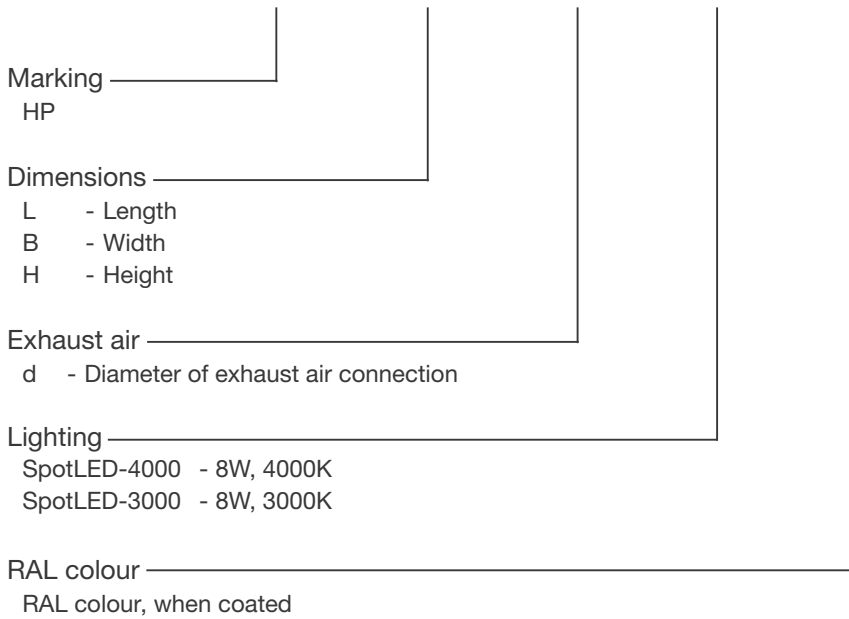 Marking
HP
Dimensions
L - Length
B - Width
H - Height
Exhaust air
d - Diameter of exhaust air connection
Lighting
SpotLED-4000 - 8W, 4000K
SpotLED-3000 - 8W, 3000K
RAL colour
RAL colour, when coated